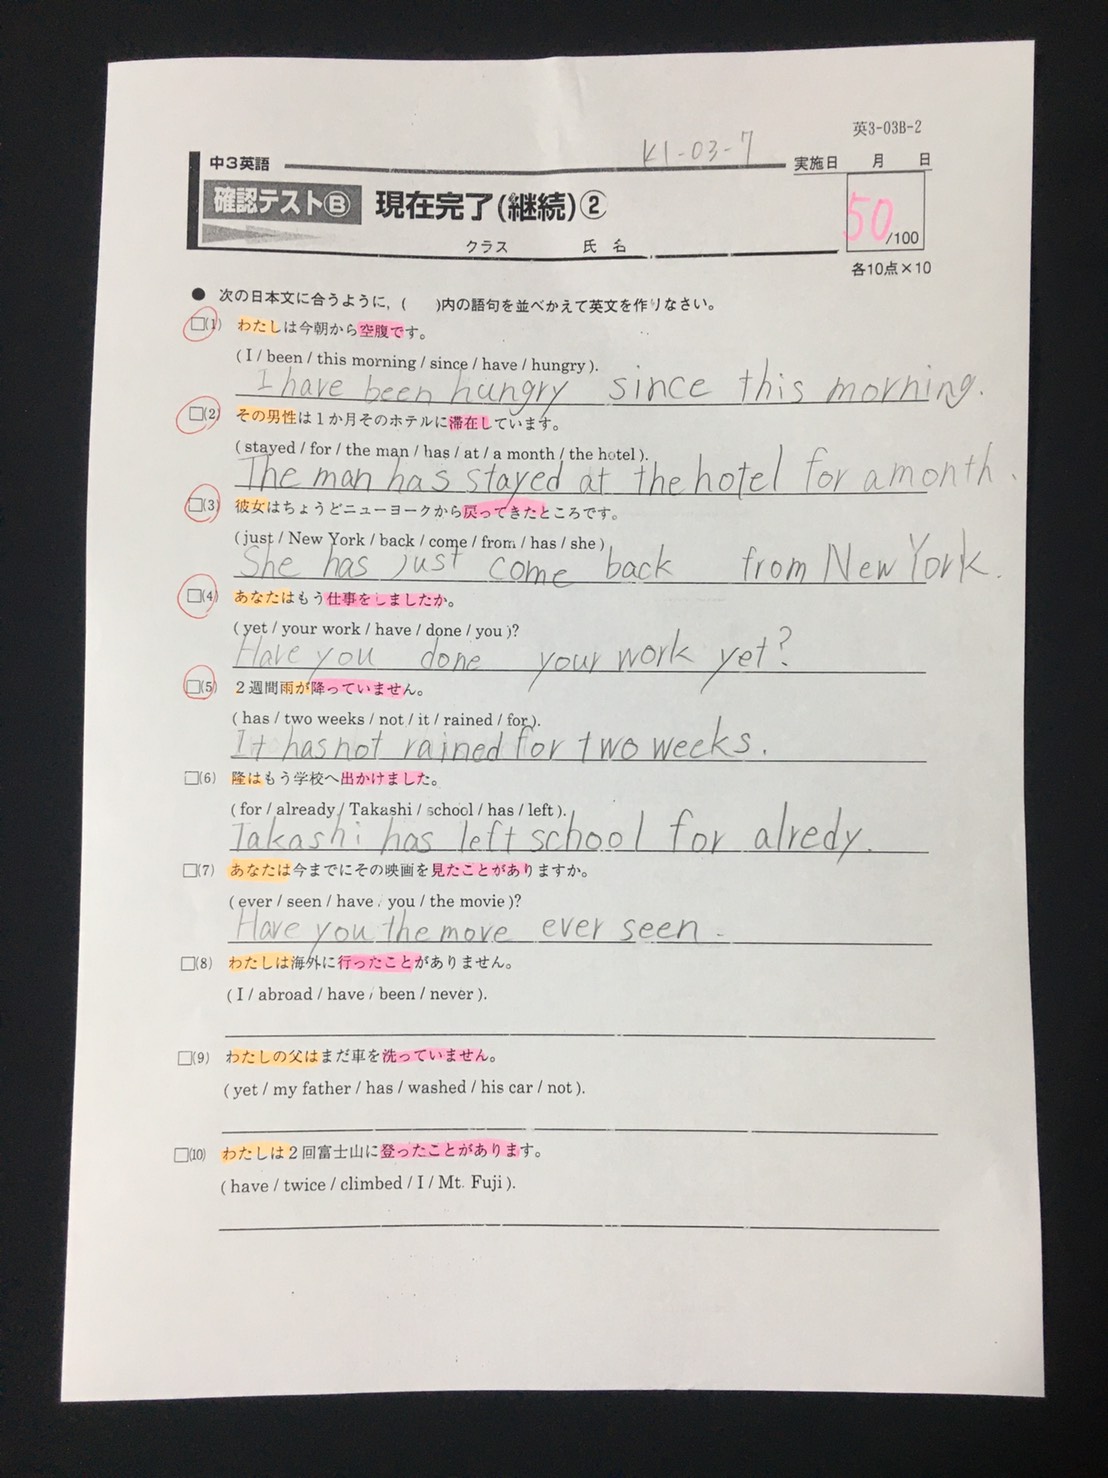 英3-03B-2
K1-03-7
中3英語
実施日 月 日
確認テストⒷ 現在完了(継続)②
50/100
クラス 氏名
各10点×10
● 次の日本文に合うように，( )内の語句を並べかえて英文を作りなさい。
□(1) わたしは今朝から空腹です。
( I / been / this morning / since / have / hungry ).
I have been hungry since this morning.
□(2) その男性は1か月そのホテルに滞在しています。
( stayed / for / the man / has / at / a month / the hotel ).
The man has stayed at the hotel for a month.
□(3) 彼女はちょうどニューヨークから戻ってきたところです。
( just / New York / back / come / from / has / she )
She has just come back from New York.
□(4) あなたはもう仕事をしましたか。
( yet / your work / have / done / you )?
Have you done your work yet?
□(5) 2週間雨が降っていません。
( has / two weeks / not / it / rained / for ).
It has not rained for two weeks.
□(6) 隆はもう学校へ出かけました。
( for / already / Takashi / school / has / left ).
Takashi has left school for alredy.
□(7) あなたは今までにその映画を見たことがありますか。
( ever / seen / have / you / the movie )?
Have you the move ever seen.
□(8) わたしは海外に行ったことがありません。
( I / abroad / have / been / never ).
□(9) わたしの父はまだ車を洗っていません。
( yet / my father / has / washed / his car / not ).
□(10) わたしは2回富士山に登ったことがあります。
( have / twice / climbed / I / Mt. Fuji ).